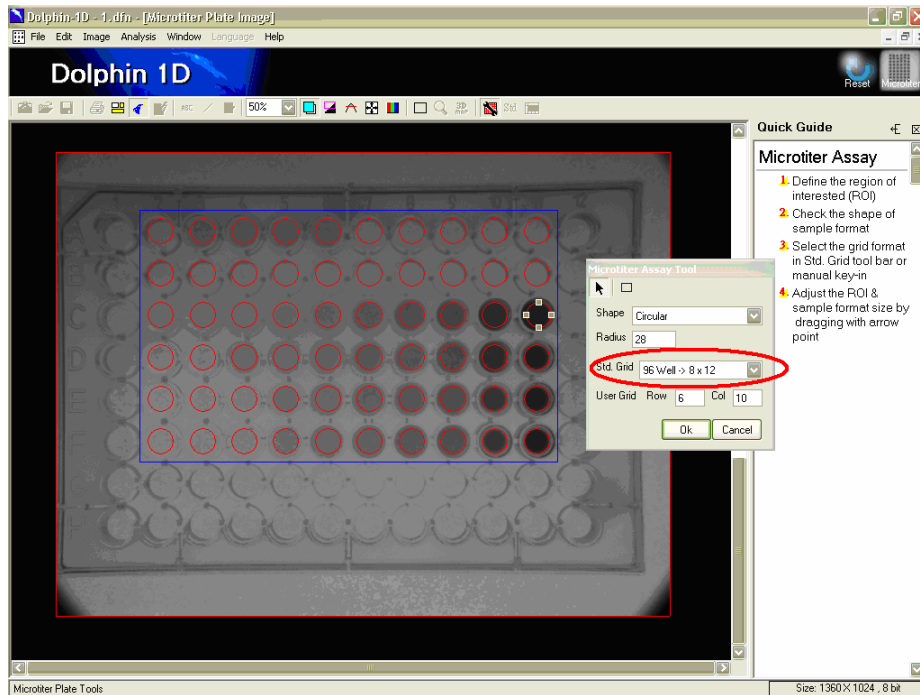 Dolphin-1D - 1.dfn - [Microtiter Plate Image]
File Edit Image Analysis Window Language Help
Dolphin 1D
Reset Microtiter
ABC 50% 3D Std
Quick Guide
Microtiter Assay
1. Define the region of
interested (ROI)
2. Check the shape of
sample format
3. Select the grid format
in Std. Grid tool bar or
manual key-in
4. Adjust the ROI &
sample format size by
dragging with arrow
point
Microtiter Assay Tool
Shape Circular
Radius 28
Std. Grid 96 Well -> 8 x 12
User Grid Row 6 Col 10
Ok Cancel
Microtiter Plate Tools
Size: 1360 X 1024 , 8 bit